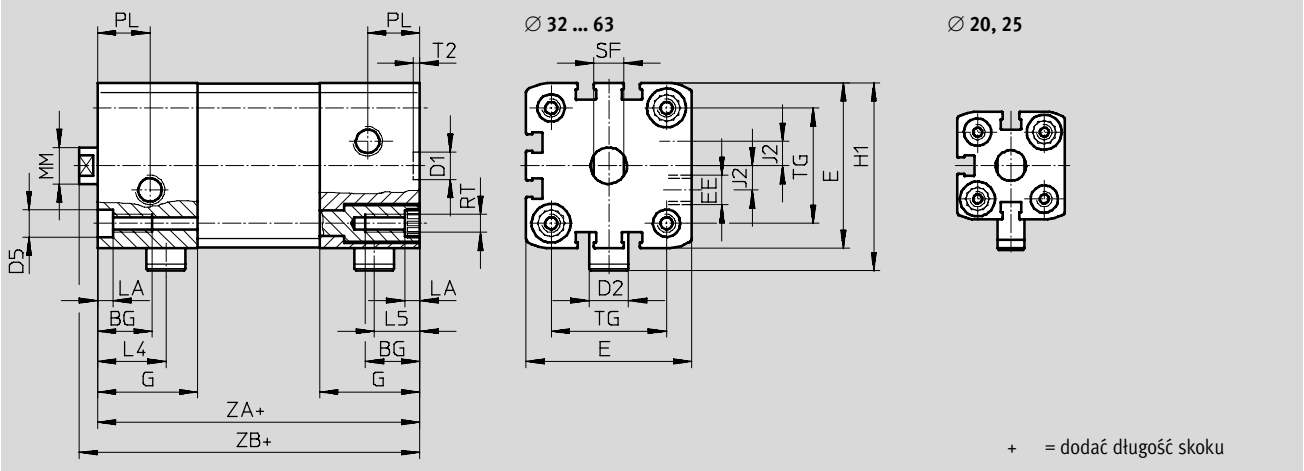 PL
PL
T2
MM
D1
RT
D5
LA
LA
BG
L5
L4
BG
G
G
ZA+
ZB+
∅ 32 ... 63
SF
J2
J2
TG
EE
E
H1
D2
TG
E
∅ 20, 25
+ = dodać długość skoku